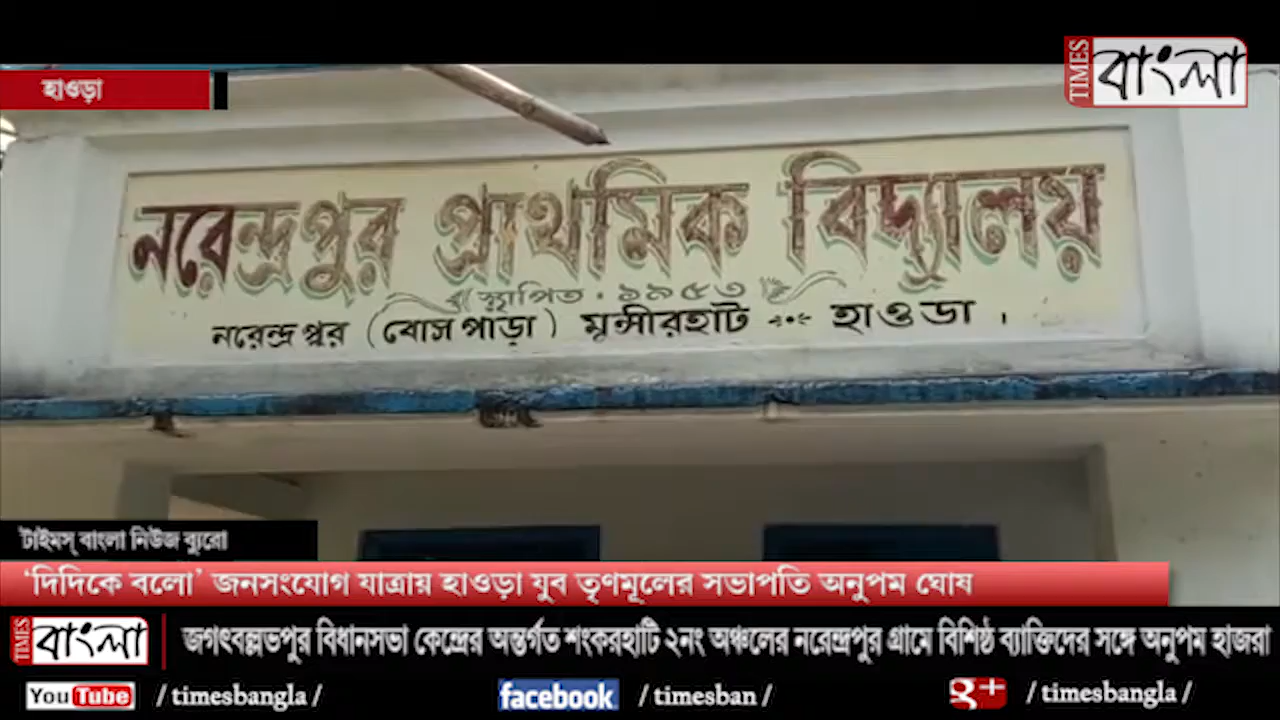 TIMES বাংলা
হাওড়া
নরেন্দ্রপুর প্রাথমিক বিদ্যালয়
স্থাপিত · ১৯৫৩
নরেন্দ্রপুর (বোসপাড়া) মুন্সীরহাট হাওডা ।
টাইমস্ বাংলা নিউজ ব্যুরো
‘দিদিকে বলো’ জনসংযোগ যাত্রায় হাওড়া যুব তৃণমূলের সভাপতি অনুপম ঘোষ
TIMES বাংলা
জগৎবল্লভপুর বিধানসভা কেন্দ্রের অন্তর্গত শংকরহাটি ২নং অঞ্চলের নরেন্দ্রপুর গ্রামে বিশিষ্ঠ ব্যাক্তিদের সঙ্গে অনুপম হাজরা
YouTube / timesbangla / facebook / timesban / g+ / timesbangla /